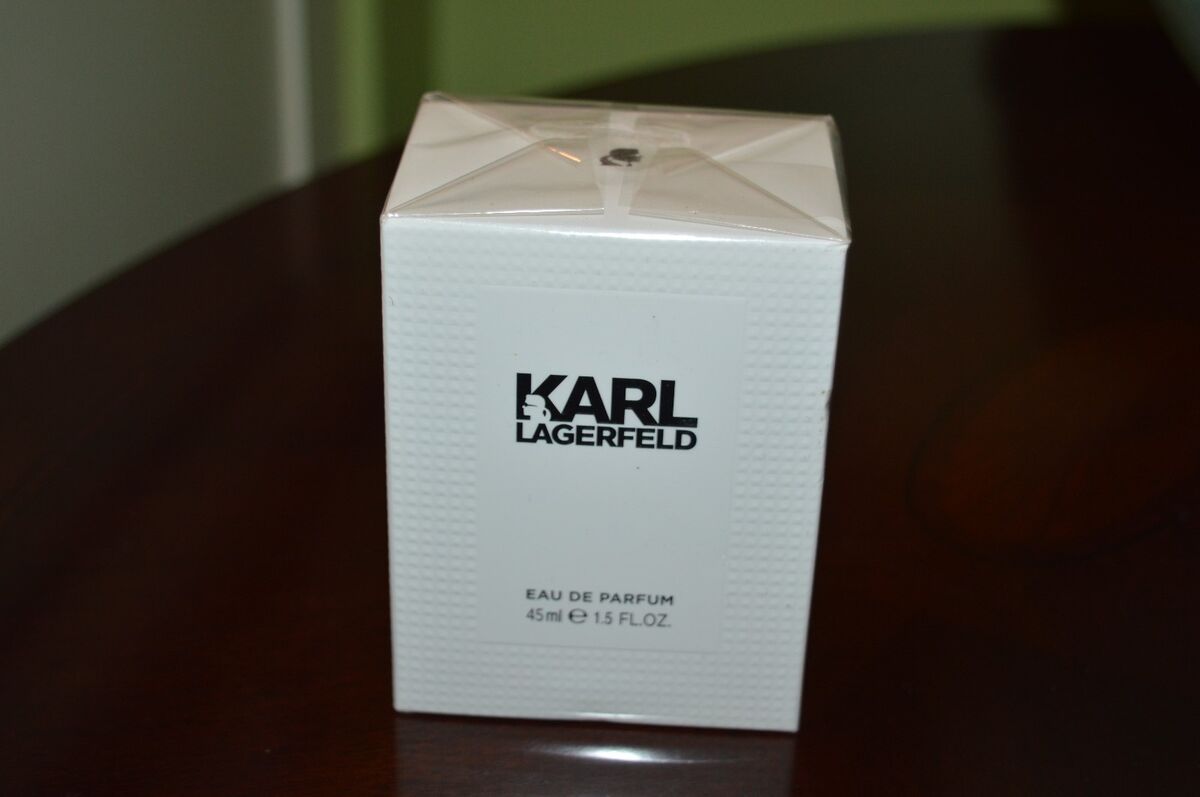 KARL
LAGERFELD
EAU DE PARFUM
45ml ℮ 1.5 FL.OZ.